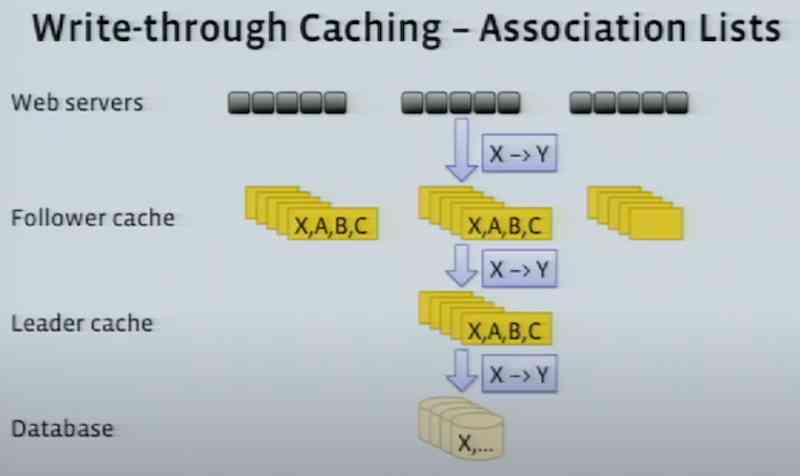 Write-through Caching – Association Lists
Web servers
X –> Y
Follower cache
X,A,B,C
X,A,B,C
X –> Y
Leader cache
X,A,B,C
X –> Y
Database
X,...